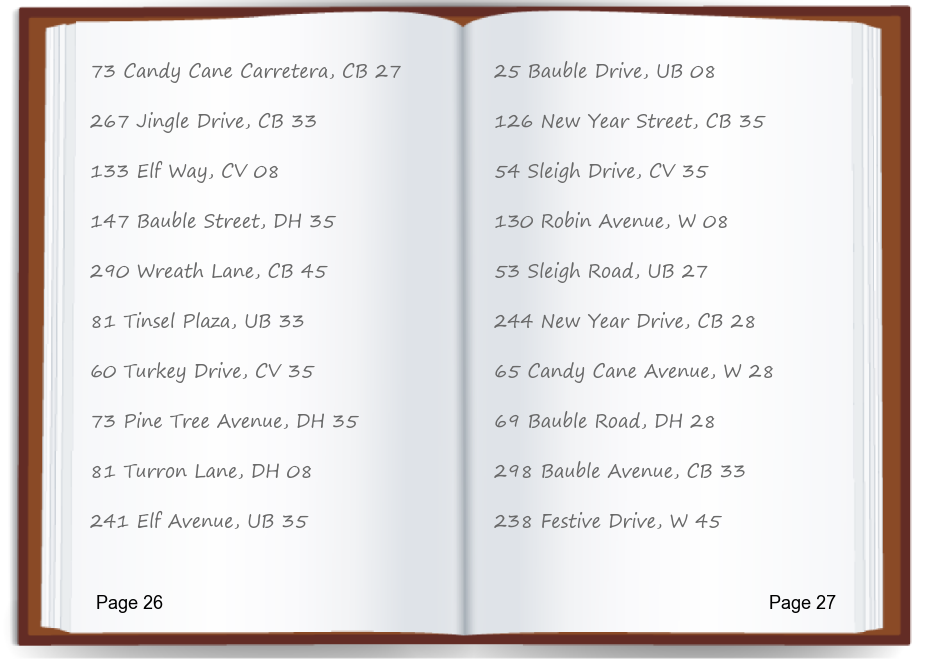 73 Candy Cane Carretera, CB 27
267 Jingle Drive, CB 33
133 Elf Way, CV 08
147 Bauble Street, DH 35
290 Wreath Lane, CB 45
81 Tinsel Plaza, UB 33
60 Turkey Drive, CV 35
73 Pine Tree Avenue, DH 35
81 Turron Lane, DH 08
241 Elf Avenue, UB 35
Page 26
25 Bauble Drive, UB 08
126 New Year Street, CB 35
54 Sleigh Drive, CV 35
130 Robin Avenue, W 08
53 Sleigh Road, UB 27
244 New Year Drive, CB 28
65 Candy Cane Avenue, W 28
69 Bauble Road, DH 28
298 Bauble Avenue, CB 33
238 Festive Drive, W 45
Page 27